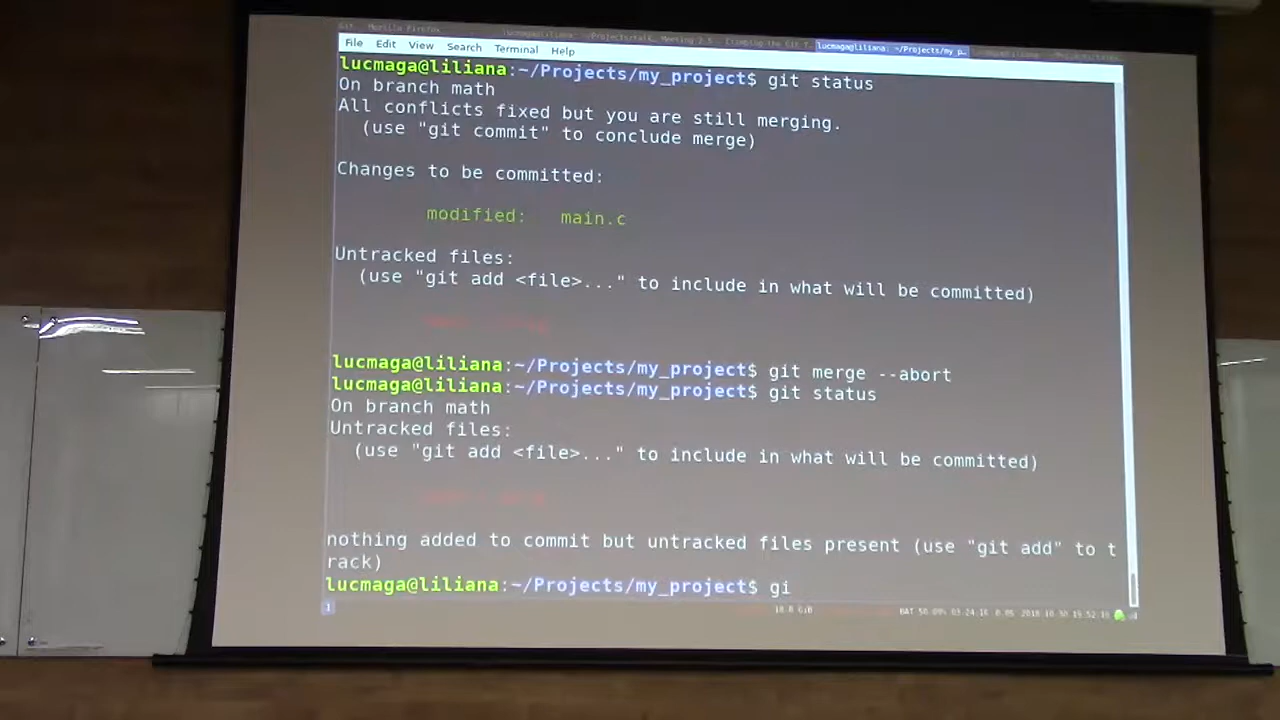 File Edit View Search Terminal Help
lucmaga@liliana:~/Projects/my_p…
lucmaga@liliana:~/Projects/my_project$ git status
On branch math
All conflicts fixed but you are still merging.
(use "git commit" to conclude merge)
Changes to be committed:
modified: main.c
Untracked files:
(use "git add <file>..." to include in what will be committed)
lucmaga@liliana:~/Projects/my_project$ git merge --abort
lucmaga@liliana:~/Projects/my_project$ git status
On branch math
Untracked files:
(use "git add <file>..." to include in what will be committed)
nothing added to commit but untracked files present (use "git add" to t
rack)
lucmaga@liliana:~/Projects/my_project$ gi
1